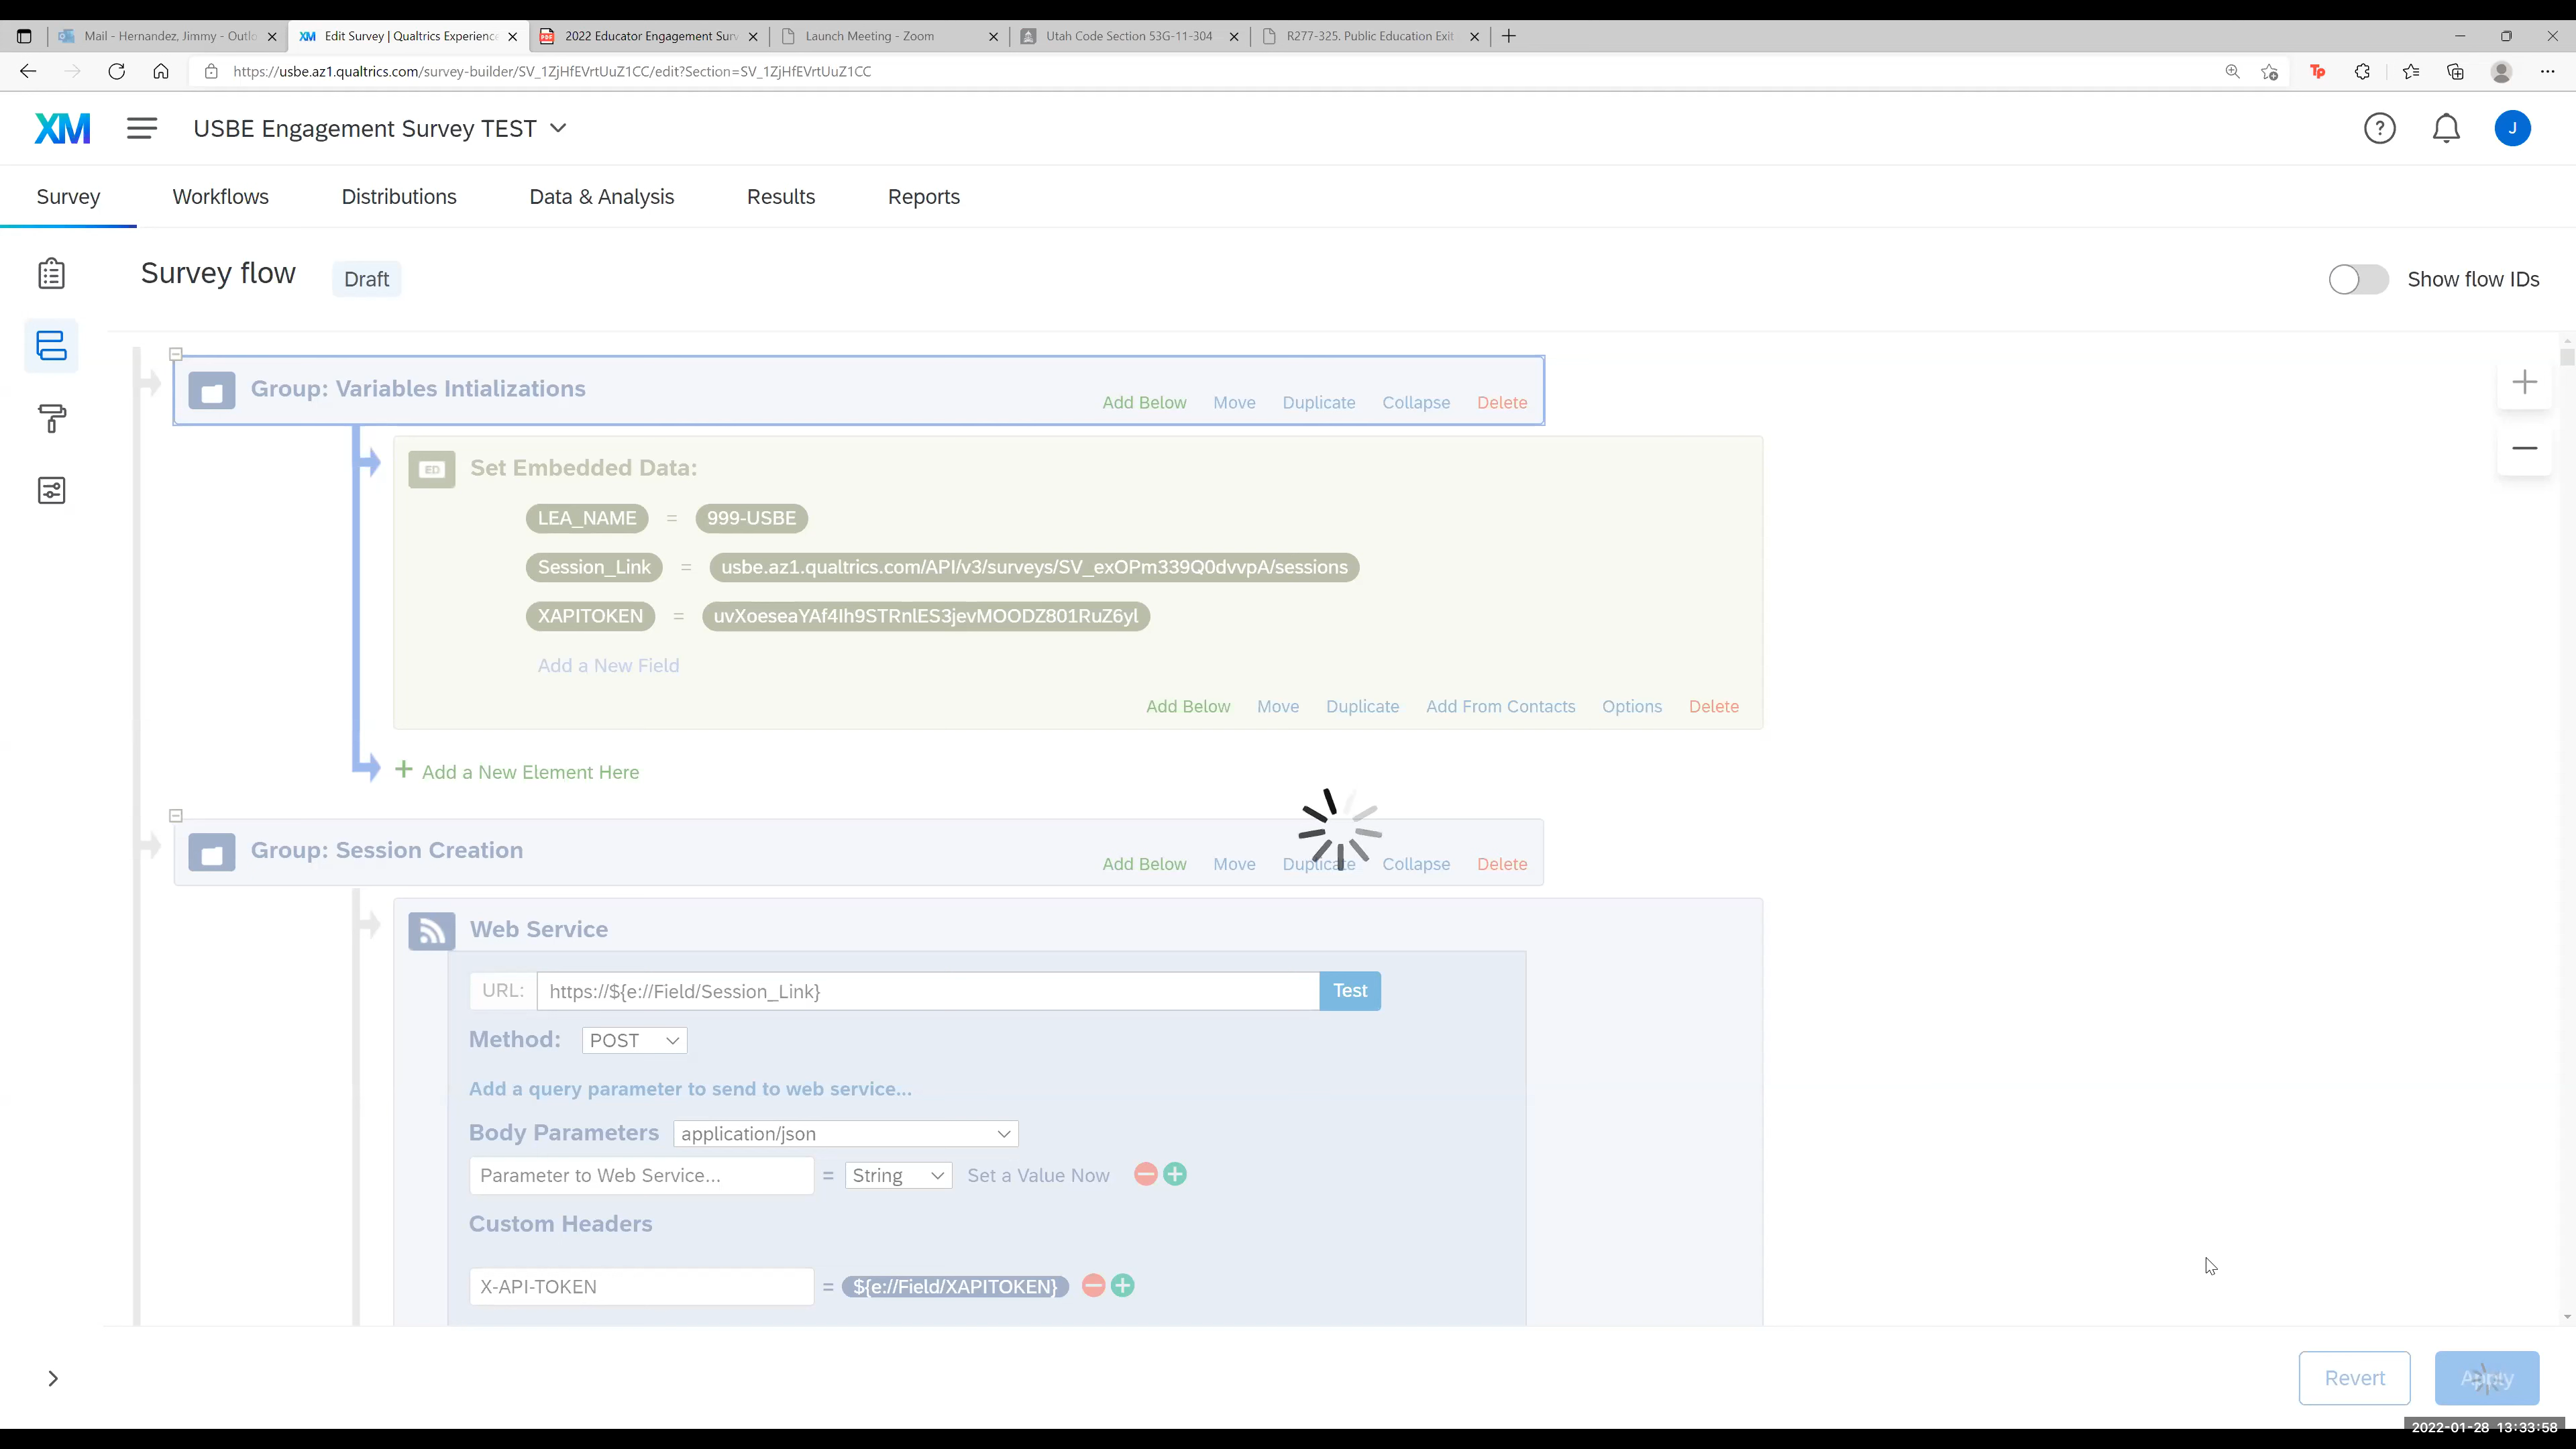 Mail - Hernandez, Jimmy - Outlo
Edit Survey | Qualtrics Experience
2022 Educator Engagement Surv
Launch Meeting - Zoom
Utah Code Section 53G-11-304
R277-325. Public Education Exit
https://usbe.az1.qualtrics.com/survey-builder/SV_1ZjHfEVrtUuZ1CC/edit?Section=SV_1ZjHfEVrtUuZ1CC
Tp
XM USBE Engagement Survey TEST ? J
Survey Workflows Distributions Data & Analysis Results Reports
Survey flow Draft Show flow IDs
Group: Variables Intializations
Add Below Move Duplicate Collapse Delete
ED Set Embedded Data:
LEA_NAME = 999-USBE
Session_Link = usbe.az1.qualtrics.com/API/v3/surveys/SV_exOPm339Q0dvvpA/sessions
XAPITOKEN = uvXoeseaYAf4Ih9STRnlES3jevMOODZ801RuZ6yl
Add a New Field
Add Below Move Duplicate Add From Contacts Options Delete
+ Add a New Element Here
Group: Session Creation
Add Below Move Duplicate Collapse Delete
Web Service
URL: https://${e://Field/Session_Link} Test
Method: POST
Add a query parameter to send to web service...
Body Parameters application/json
Parameter to Web Service... = String Set a Value Now
Custom Headers
X-API-TOKEN = ${e://Field/XAPITOKEN}
Revert Apply
2022-01-28 13:33:58